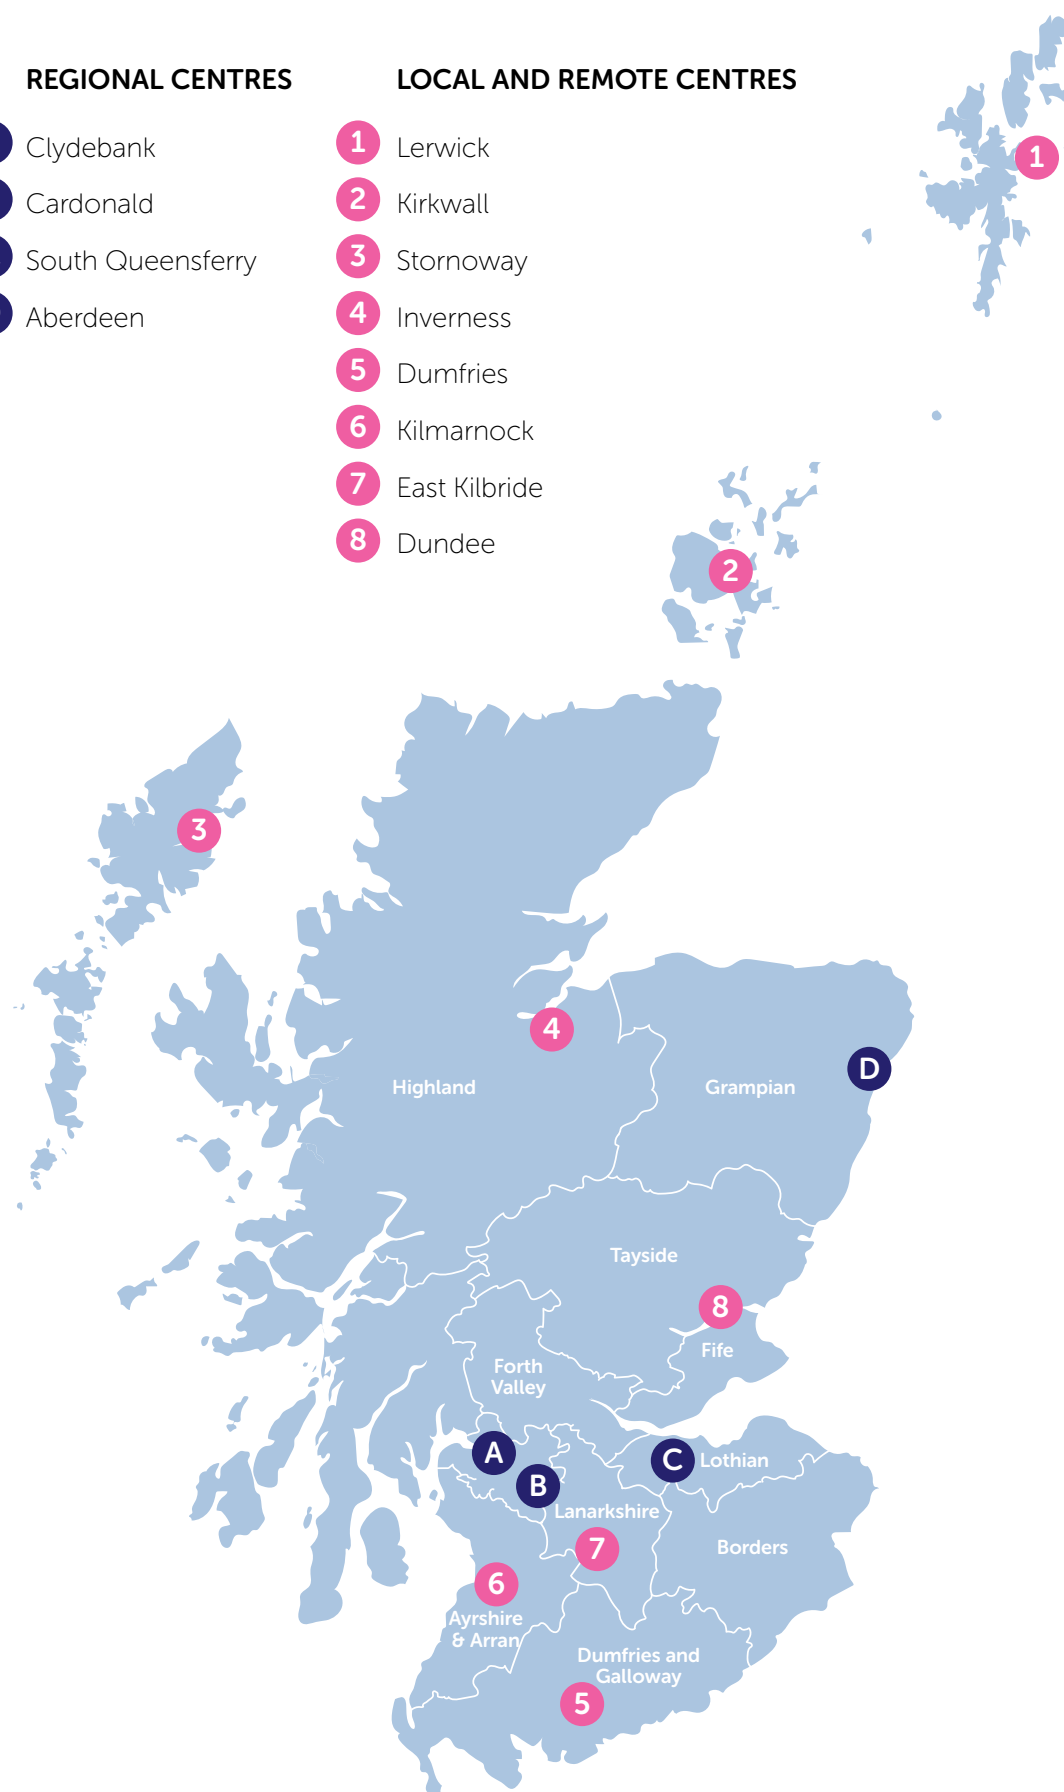 REGIONAL CENTRES
Clydebank
Cardonald
South Queensferry
Aberdeen
LOCAL AND REMOTE CENTRES
1 Lerwick
2 Kirkwall
3 Stornoway
4 Inverness
5 Dumfries
6 Kilmarnock
7 East Kilbride
8 Dundee
1
2
3
4
Highland
Grampian
D
Tayside
8
Fife
Forth
Valley
A
B
C
Lothian
Lanarkshire
7
Borders
6
Ayrshire
& Arran
Dumfries and
Galloway
5